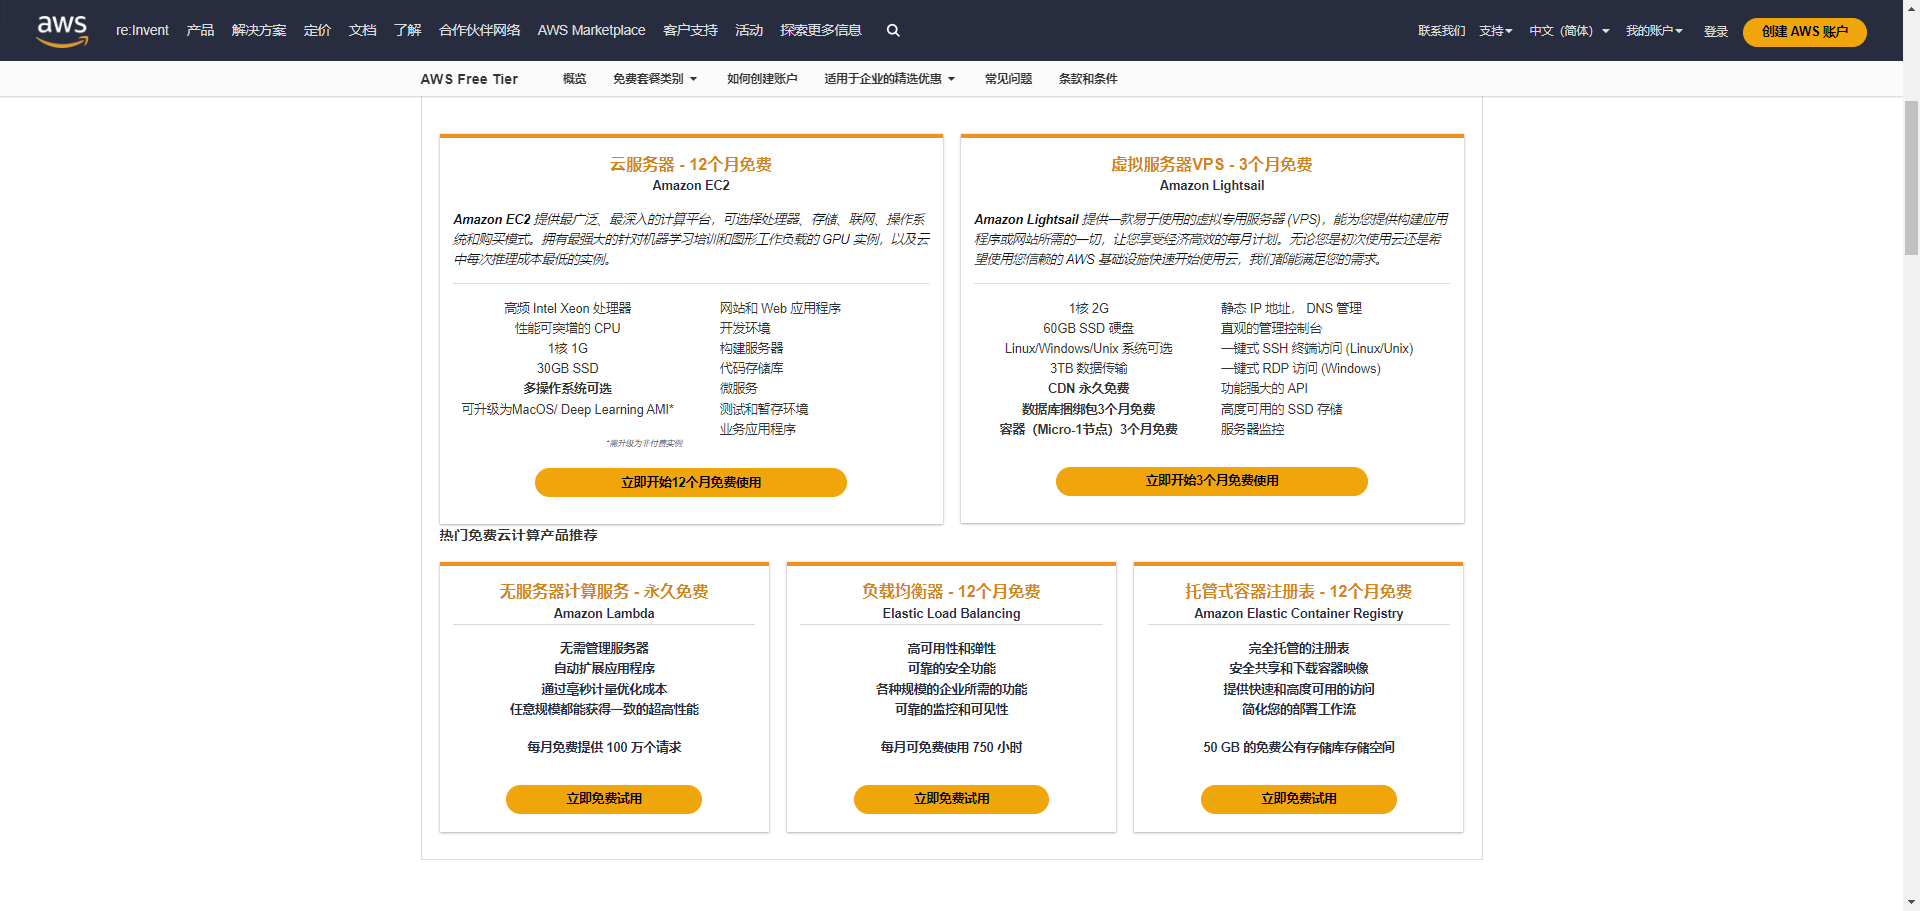 aws
re:Invent 产品 解决方案 定价 文档 了解 合作伙伴网络 AWS Marketplace 客户支持 活动 探索更多信息
联系我们 支持 中文 (简体) 我的账户 登录 创建 AWS 账户
AWS Free Tier 概览 免费套餐类别 如何创建账户 适用于企业的精选优惠 常见问题 条款和条件
云服务器 - 12个月免费
Amazon EC2
Amazon EC2 提供最广泛、最深入的计算平台，可选择处理器、存储、联网、操作系
统和购买模式。拥有最强大的针对机器学习培训和图形工作负载的 GPU 实例，以及云
中每次推理成本最低的实例。
高频 Intel Xeon 处理器
性能可突增的 CPU
1核 1G
30GB SSD
多操作系统可选
可升级为MacOS/ Deep Learning AMI*
*需升级为非付费实例
网站和 Web 应用程序
开发环境
构建服务器
代码存储库
微服务
测试和暂存环境
业务应用程序
立即开始12个月免费使用
虚拟服务器VPS - 3个月免费
Amazon Lightsail
Amazon Lightsail 提供一款易于使用的虚拟专用服务器 (VPS)，能为您提供构建应用
程序或网站所需的一切，让您享受经济高效的每月计划。无论您是初次使用云还是希
望使用您信赖的 AWS 基础设施快速开始使用云，我们都能满足您的需求。
1核 2G
60GB SSD 硬盘
Linux/Windows/Unix 系统可选
3TB 数据传输
CDN 永久免费
数据库捆绑包3个月免费
容器（Micro-1节点）3个月免费
静态 IP 地址， DNS 管理
直观的管理控制台
一键式 SSH 终端访问 (Linux/Unix)
一键式 RDP 访问 (Windows)
功能强大的 API
高度可用的 SSD 存储
服务器监控
立即开始3个月免费使用
热门免费云计算产品推荐
无服务器计算服务 - 永久免费
Amazon Lambda
无需管理服务器
自动扩展应用程序
通过毫秒计量优化成本
任意规模都能获得一致的超高性能
每月免费提供 100 万个请求
立即免费试用
负载均衡器 - 12个月免费
Elastic Load Balancing
高可用性和弹性
可靠的安全功能
各种规模的企业所需的功能
可靠的监控和可见性
每月可免费使用 750 小时
立即免费试用
托管式容器注册表 - 12个月免费
Amazon Elastic Container Registry
完全托管的注册表
安全共享和下载容器映像
提供快速和高度可用的访问
简化您的部署工作流
50 GB 的免费公有存储库存储空间
立即免费试用